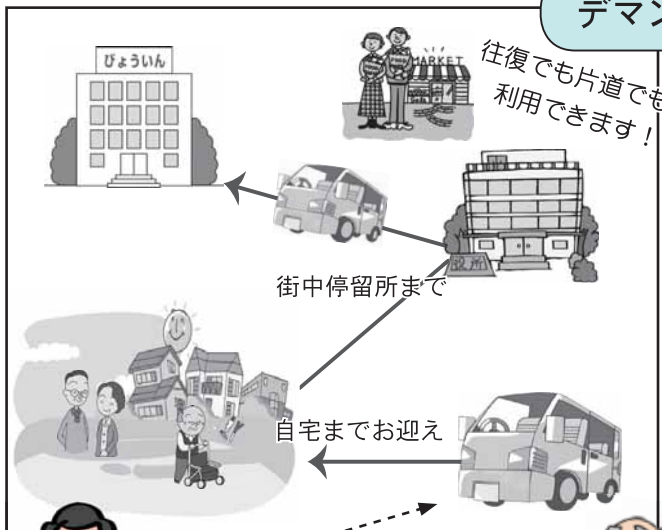 デマン
びょういん
MARKET
往復でも片道でも
利用できます！
役所
街中停留所まで
自宅までお迎え